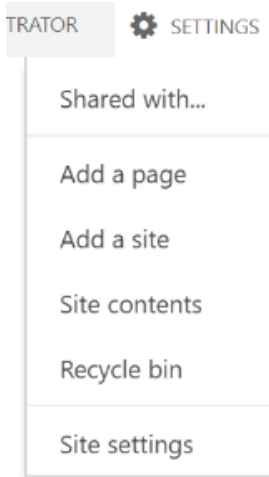 TRATOR SETTINGS
Shared with...
Add a page
Add a site
Site contents
Recycle bin
Site settings